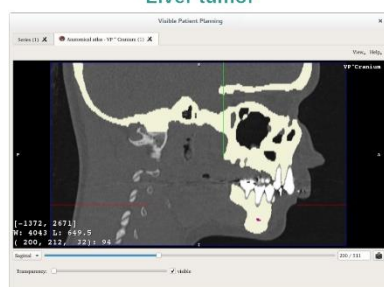 Liver tumor
Visible Patient Planning
Series (1) X Anatomical atlas - VP^Cranium (1) X
View, Help,
VP^Cranium
[-1372, 2671]
W: 4043 L: 649.5
( 200, 212, 32): 94
Sagittal 200 / 511
Transparency: visible